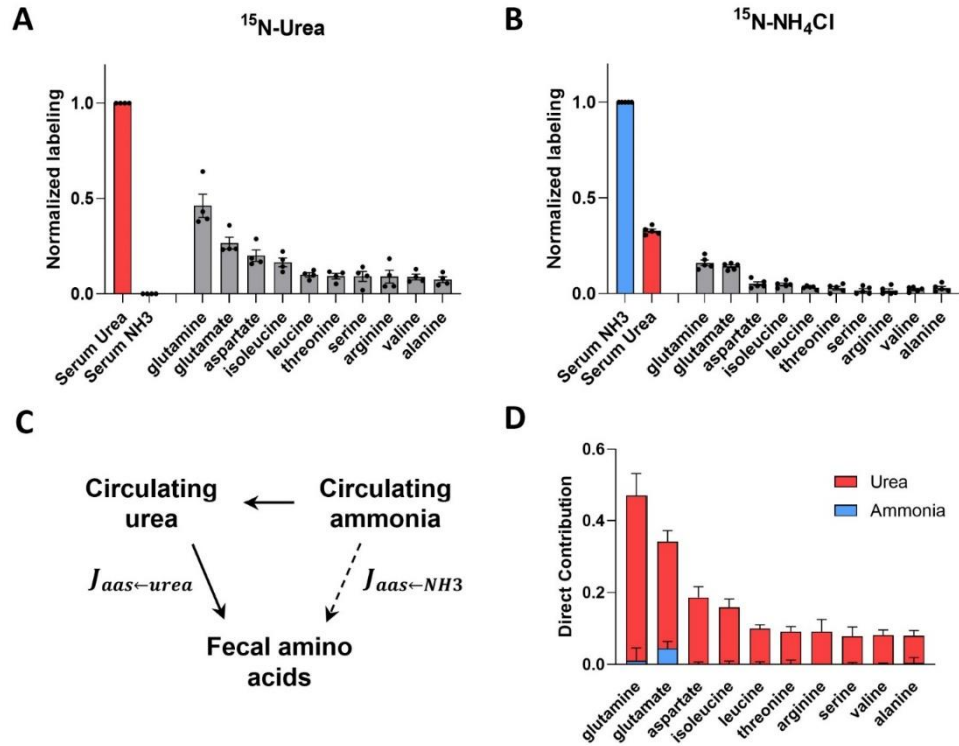 A
¹⁵N-Urea
Normalized labeling
1.0
0.5
0.0
Serum Urea
Serum NH3
glutamine
glutamate
aspartate
isoleucine
leucine
threonine
serine
arginine
valine
alanine
B
¹⁵N-NH₄Cl
Normalized labeling
1.0
0.5
0.0
Serum NH3
Serum Urea
glutamine
glutamate
aspartate
isoleucine
leucine
threonine
serine
arginine
valine
alanine
C
Circulating
urea
Circulating
ammonia
J aas←urea
J aas←NH3
Fecal amino
acids
D
Direct Contribution
0.6
0.4
0.2
0.0
Urea
Ammonia
glutamine
glutamate
aspartate
isoleucine
leucine
threonine
arginine
serine
valine
alanine